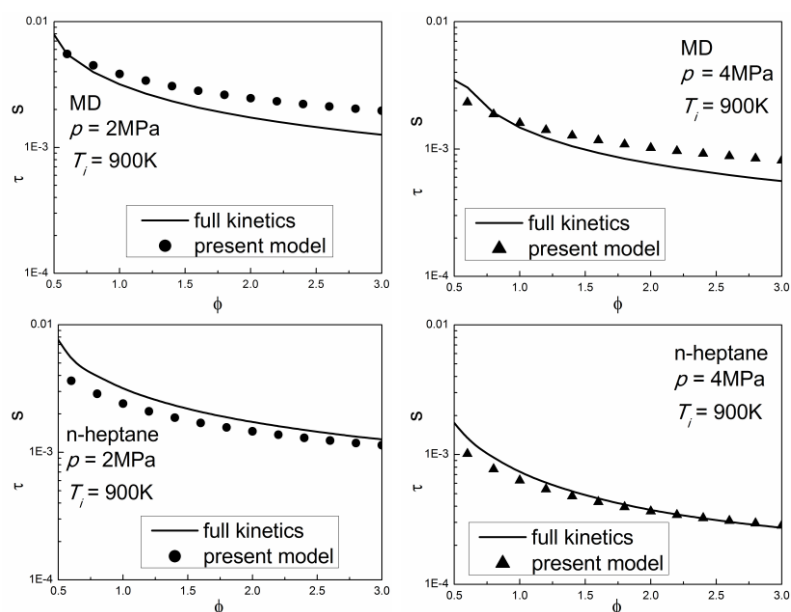 0.01
1E-3
1E-4
τ S
MD
p = 2MPa
T_i = 900K
full kinetics
present model
0.5 1.0 1.5 2.0 2.5 3.0
ϕ
0.01
1E-3
1E-4
τ S
MD
p = 4MPa
T_i = 900K
full kinetics
present model
0.5 1.0 1.5 2.0 2.5 3.0
ϕ
0.01
1E-3
1E-4
τ S
n-heptane
p = 2MPa
T_i = 900K
full kinetics
present model
0.5 1.0 1.5 2.0 2.5 3.0
ϕ
0.01
1E-3
1E-4
τ S
n-heptane
p = 4MPa
T_i = 900K
full kinetics
present model
0.5 1.0 1.5 2.0 2.5 3.0
ϕ